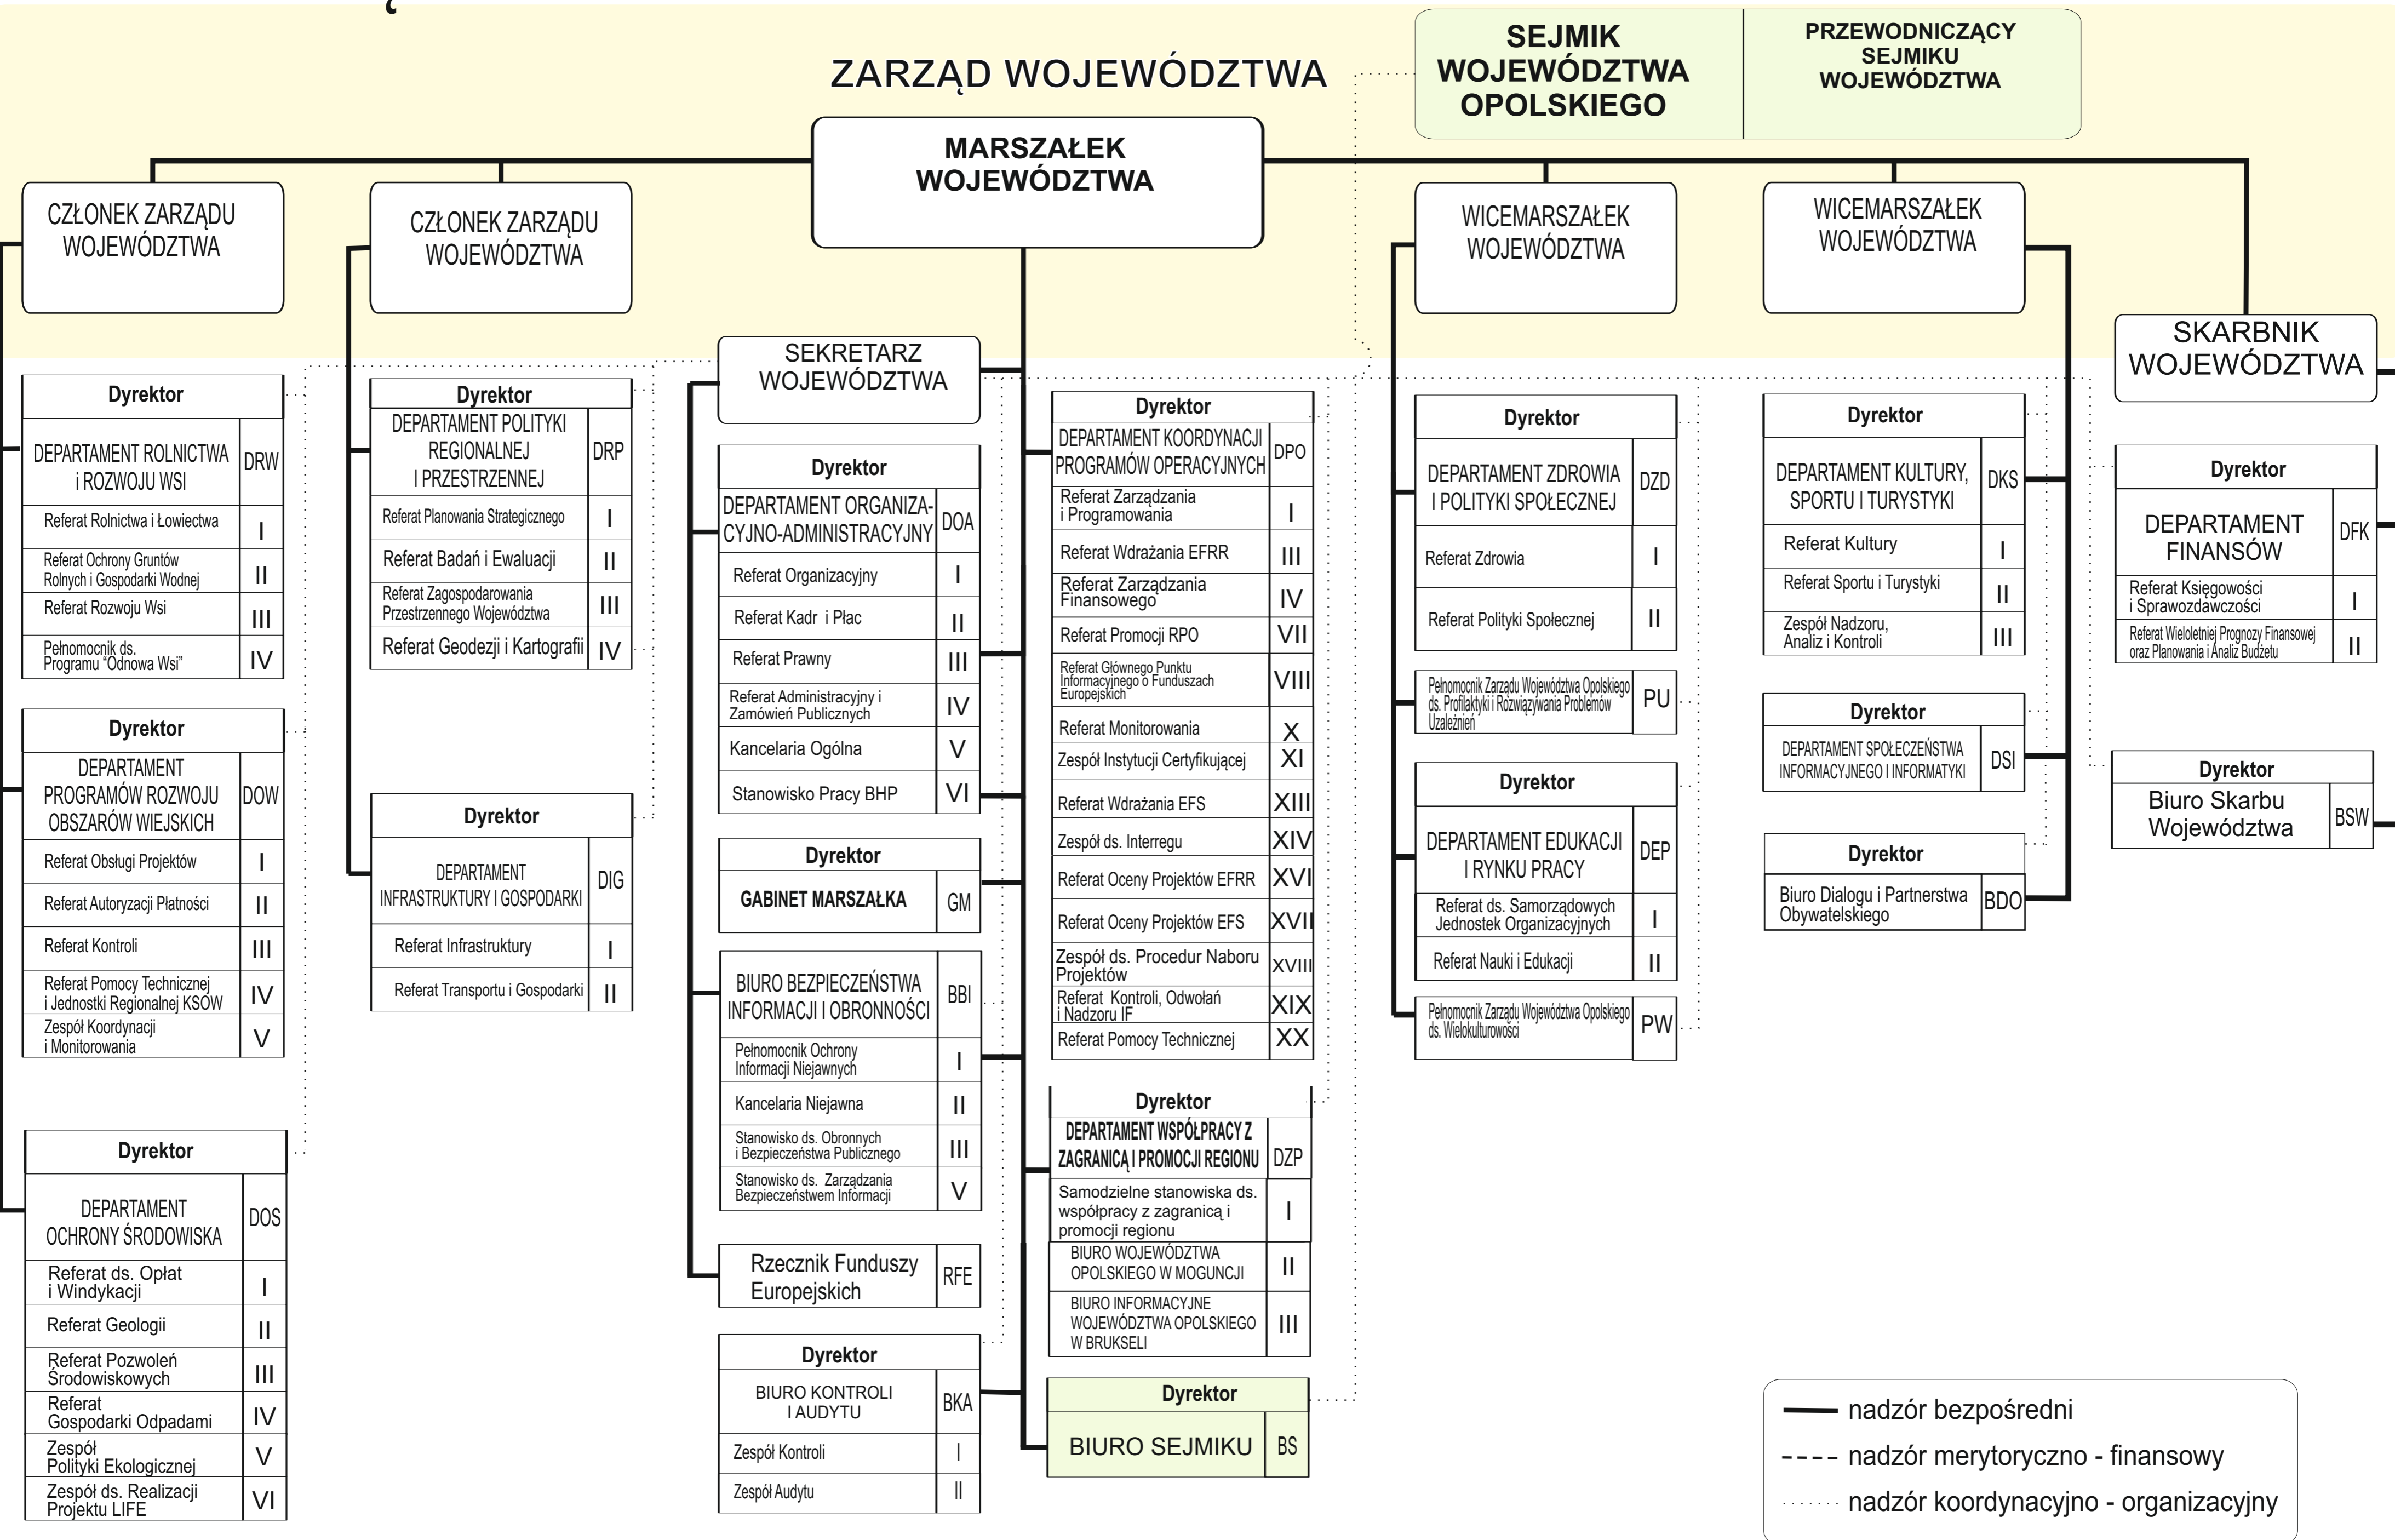 ZARZĄD WOJEWÓDZTWA
SEJMIK
WOJEWÓDZTWA
OPOLSKIEGO
PRZEWODNICZĄCY
SEJMIKU
WOJEWÓDZTWA
MARSZAŁEK
WOJEWÓDZTWA
CZŁONEK ZARZĄDU
WOJEWÓDZTWA
CZŁONEK ZARZĄDU
WOJEWÓDZTWA
WICEMARSZAŁEK
WOJEWÓDZTWA
WICEMARSZAŁEK
WOJEWÓDZTWA
SKARBNIK
WOJEWÓDZTWA
SEKRETARZ
WOJEWÓDZTWA
Dyrektor
DEPARTAMENT ROLNICTWA
i ROZWOJU WSI
DRW
Referat Rolnictwa i Łowiectwa
I
Referat Ochrony Gruntów
Rolnych i Gospodarki Wodnej
II
Referat Rozwoju Wsi
III
Pełnomocnik ds.
Programu “Odnowa Wsi”
IV
Dyrektor
DEPARTAMENT
PROGRAMÓW ROZWOJU
OBSZARÓW WIEJSKICH
DOW
Referat Obsługi Projektów
I
Referat Autoryzacji Płatności
II
Referat Kontroli
III
Referat Pomocy Technicznej
i Jednostki Regionalnej KSOW
IV
Zespół Koordynacji
i Monitorowania
V
Dyrektor
DEPARTAMENT
OCHRONY ŚRODOWISKA
DOS
Referat ds. Opłat
i Windykacji
I
Referat Geologii
II
Referat Pozwoleń
Środowiskowych
III
Referat
Gospodarki Odpadami
IV
Zespół
Polityki Ekologicznej
V
Zespół ds. Realizacji
Projektu LIFE
VI
Dyrektor
DEPARTAMENT POLITYKI
REGIONALNEJ
I PRZESTRZENNEJ
DRP
Referat Planowania Strategicznego
I
Referat Badań i Ewaluacji
II
Referat Zagospodarowania
Przestrzennego Województwa
III
Referat Geodezji i Kartografii
IV
Dyrektor
DEPARTAMENT
INFRASTRUKTURY I GOSPODARKI
DIG
Referat Infrastruktury
I
Referat Transportu i Gospodarki
II
Dyrektor
DEPARTAMENT ORGANIZA-
CYJNO-ADMINISTRACYJNY
DOA
Referat Organizacyjny
I
Referat Kadr i Płac
II
Referat Prawny
III
Referat Administracyjny i
Zamówień Publicznych
IV
Kancelaria Ogólna
V
Stanowisko Pracy BHP
VI
Dyrektor
GABINET MARSZAŁKA
GM
BIURO BEZPIECZEŃSTWA
INFORMACJI I OBRONNOŚCI
BBI
Pełnomocnik Ochrony
Informacji Niejawnych
I
Kancelaria Niejawna
II
Stanowisko ds. Obronnych
i Bezpieczeństwa Publicznego
III
Stanowisko ds. Zarządzania
Bezpieczeństwem Informacji
V
Rzecznik Funduszy
Europejskich
RFE
Dyrektor
BIURO KONTROLI
I AUDYTU
BKA
Zespół Kontroli
I
Zespół Audytu
II
Dyrektor
DEPARTAMENT KOORDYNACJI
PROGRAMÓW OPERACYJNYCH
DPO
Referat Zarządzania
i Programowania
I
Referat Wdrażania EFRR
III
Referat Zarządzania
Finansowego
IV
Referat Promocji RPO
VII
Referat Głównego Punktu
Informacyjnego o Funduszach
Europejskich
VIII
Referat Monitorowania
X
Zespół Instytucji Certyfikującej
XI
Referat Wdrażania EFS
XIII
Zespół ds. Interregu
XIV
Referat Oceny Projektów EFRR
XVI
Referat Oceny Projektów EFS
XVII
Zespół ds. Procedur Naboru
Projektów
XVIII
Referat Kontroli, Odwołań
i Nadzoru IF
XIX
Referat Pomocy Technicznej
XX
Dyrektor
DEPARTAMENT WSPÓŁPRACY Z
ZAGRANICĄ I PROMOCJI REGIONU
DZP
Samodzielne stanowiska ds.
współpracy z zagranicą i
promocji regionu
I
BIURO WOJEWÓDZTWA
OPOLSKIEGO W MOGUNCJI
II
BIURO INFORMACYJNE
WOJEWÓDZTWA OPOLSKIEGO
W BRUKSELI
III
Dyrektor
BIURO SEJMIKU
BS
Dyrektor
DEPARTAMENT ZDROWIA
I POLITYKI SPOŁECZNEJ
DZD
Referat Zdrowia
I
Referat Polityki Społecznej
II
Pełnomocnik Zarządu Województwa Opolskiego
ds. Profilaktyki i Rozwiązywania Problemów
Uzależnień
PU
Dyrektor
DEPARTAMENT EDUKACJI
I RYNKU PRACY
DEP
Referat ds. Samorządowych
Jednostek Organizacyjnych
I
Referat Nauki i Edukacji
II
Pełnomocnik Zarządu Województwa Opolskiego
ds. Wielokulturowości
PW
Dyrektor
DEPARTAMENT KULTURY,
SPORTU I TURYSTYKI
DKS
Referat Kultury
I
Referat Sportu i Turystyki
II
Zespół Nadzoru,
Analiz i Kontroli
III
Dyrektor
DEPARTAMENT SPOŁECZEŃSTWA
INFORMACYJNEGO I INFORMATYKI
DSI
Dyrektor
Biuro Dialogu i Partnerstwa
Obywatelskiego
BDO
Dyrektor
DEPARTAMENT
FINANSÓW
DFK
Referat Księgowości
i Sprawozdawczości
I
Referat Wieloletniej Prognozy Finansowej
oraz Planowania i Analiz Budżetu
II
Dyrektor
Biuro Skarbu
Województwa
BSW
nadzór bezpośredni
nadzór merytoryczno - finansowy
nadzór koordynacyjno - organizacyjny